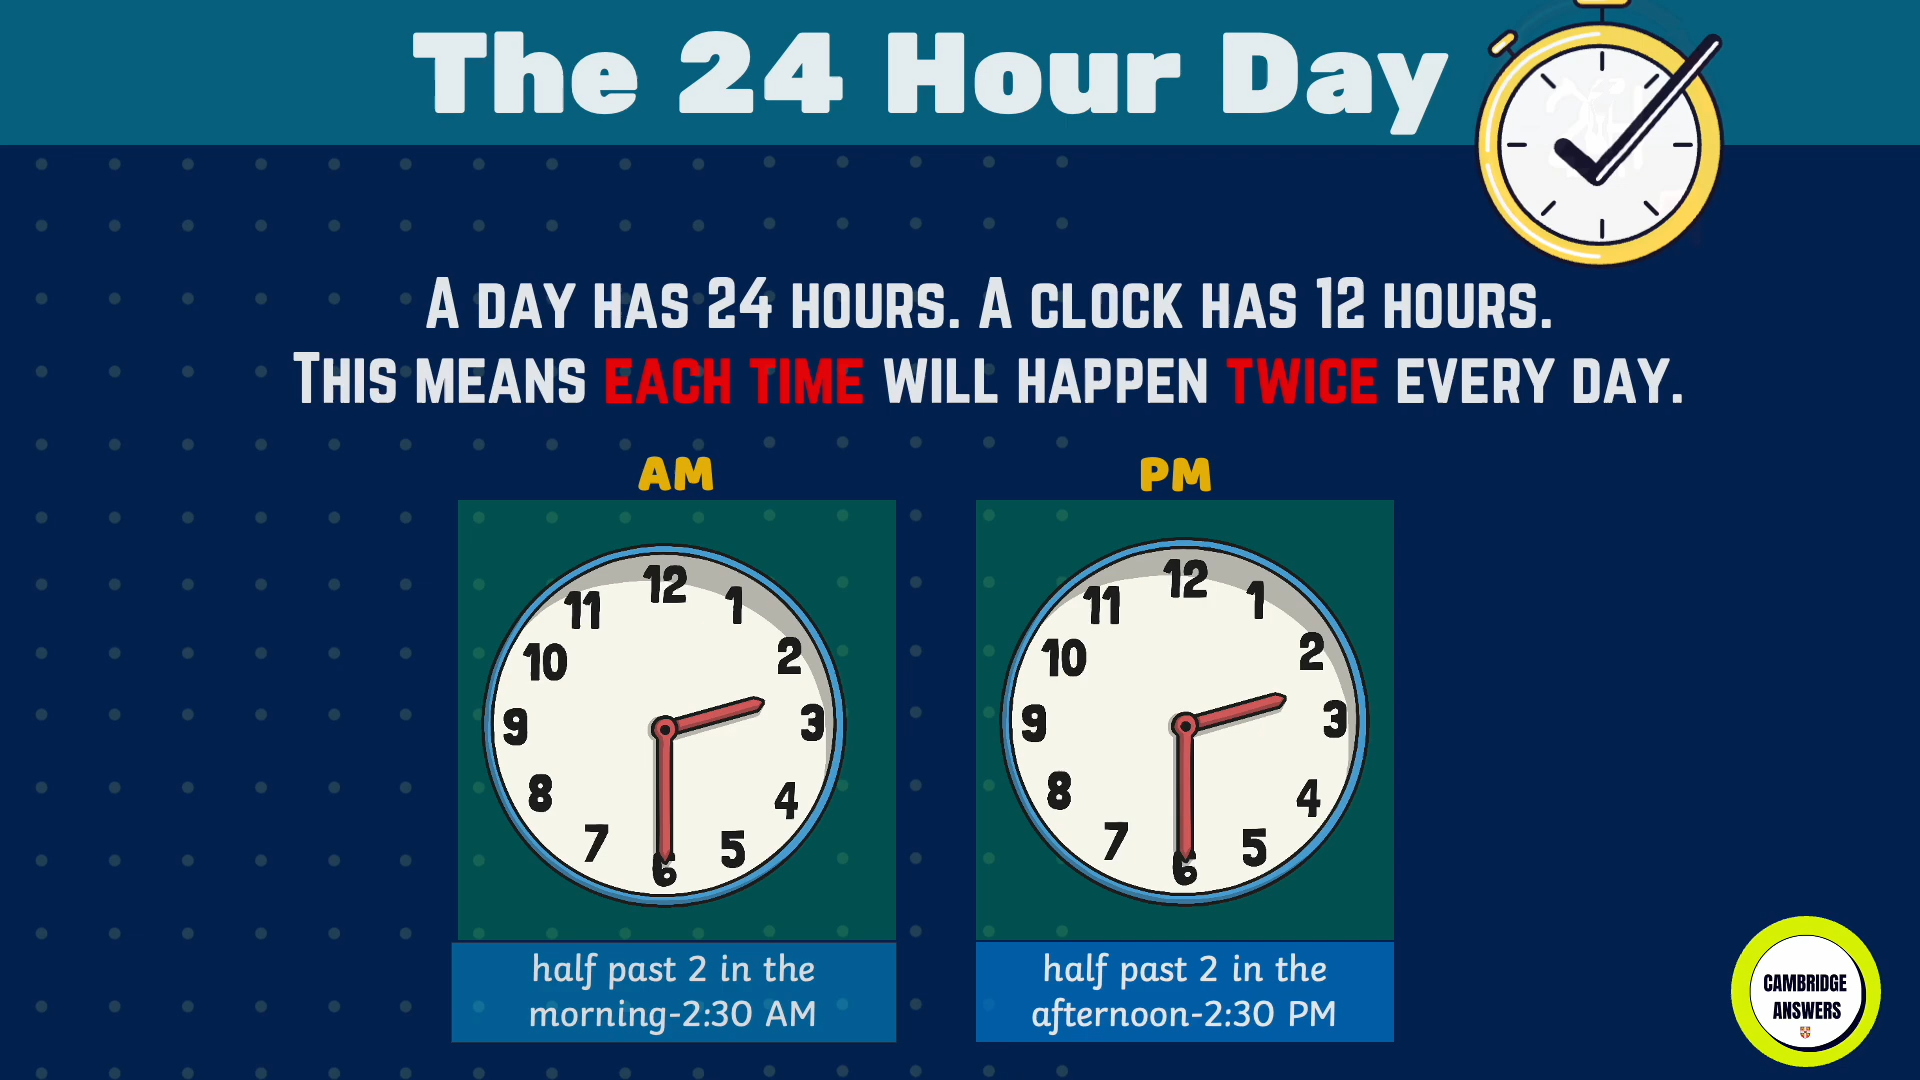 The 24 Hour Day
A DAY HAS 24 HOURS. A CLOCK HAS 12 HOURS.
THIS MEANS EACH TIME WILL HAPPEN TWICE EVERY DAY.
AM
12
1
2
3
4
5
6
7
8
9
10
11
half past 2 in the
morning-2:30 AM
PM
12
1
2
3
4
5
6
7
8
9
10
11
half past 2 in the
afternoon-2:30 PM
CAMBRIDGE
ANSWERS